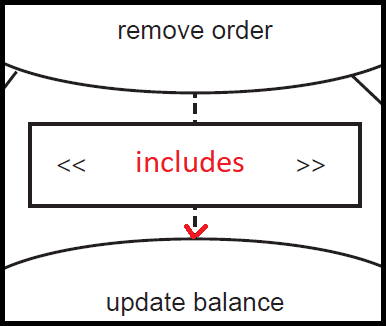 remove order
<< includes >>
update balance